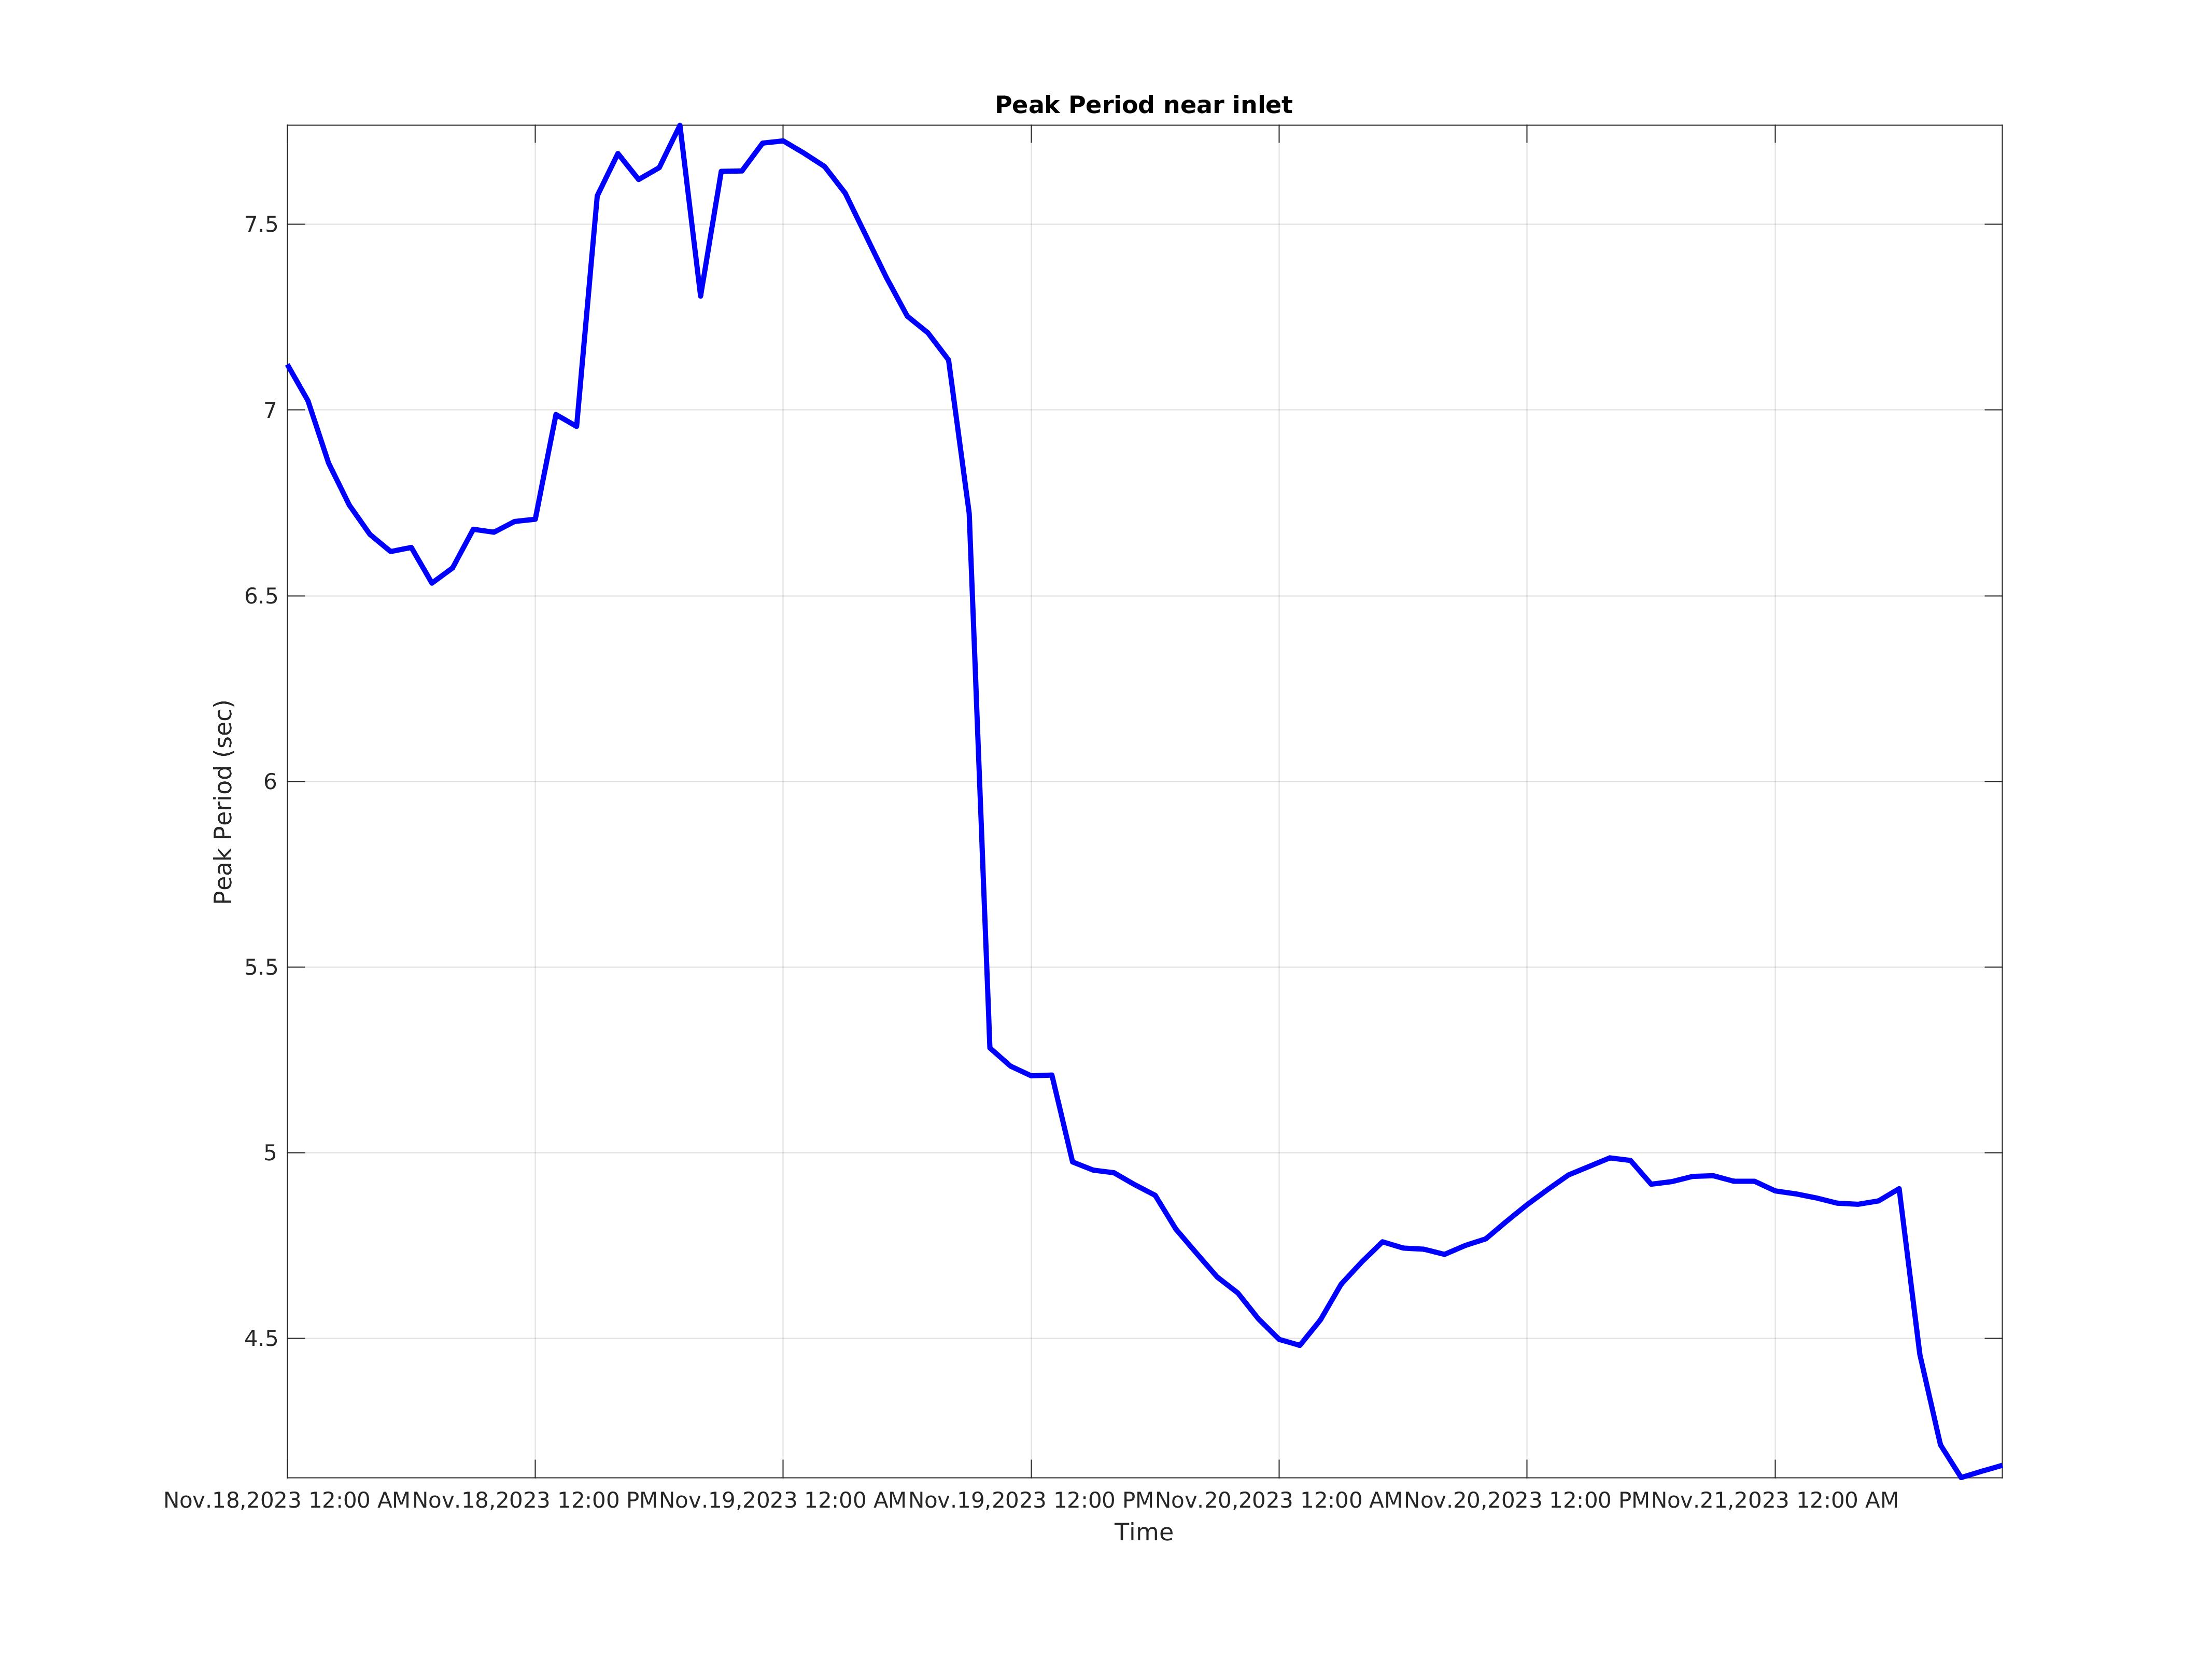 Peak Period near inlet
7.5
7
6.5
6
5.5
5
4.5
Peak Period (sec)
Nov.18,2023 12:00 AM Nov.18,2023 12:00 PM Nov.19,2023 12:00 AM Nov.19,2023 12:00 PM Nov.20,2023 12:00 AM Nov.20,2023 12:00 PM Nov.21,2023 12:00 AM
Time